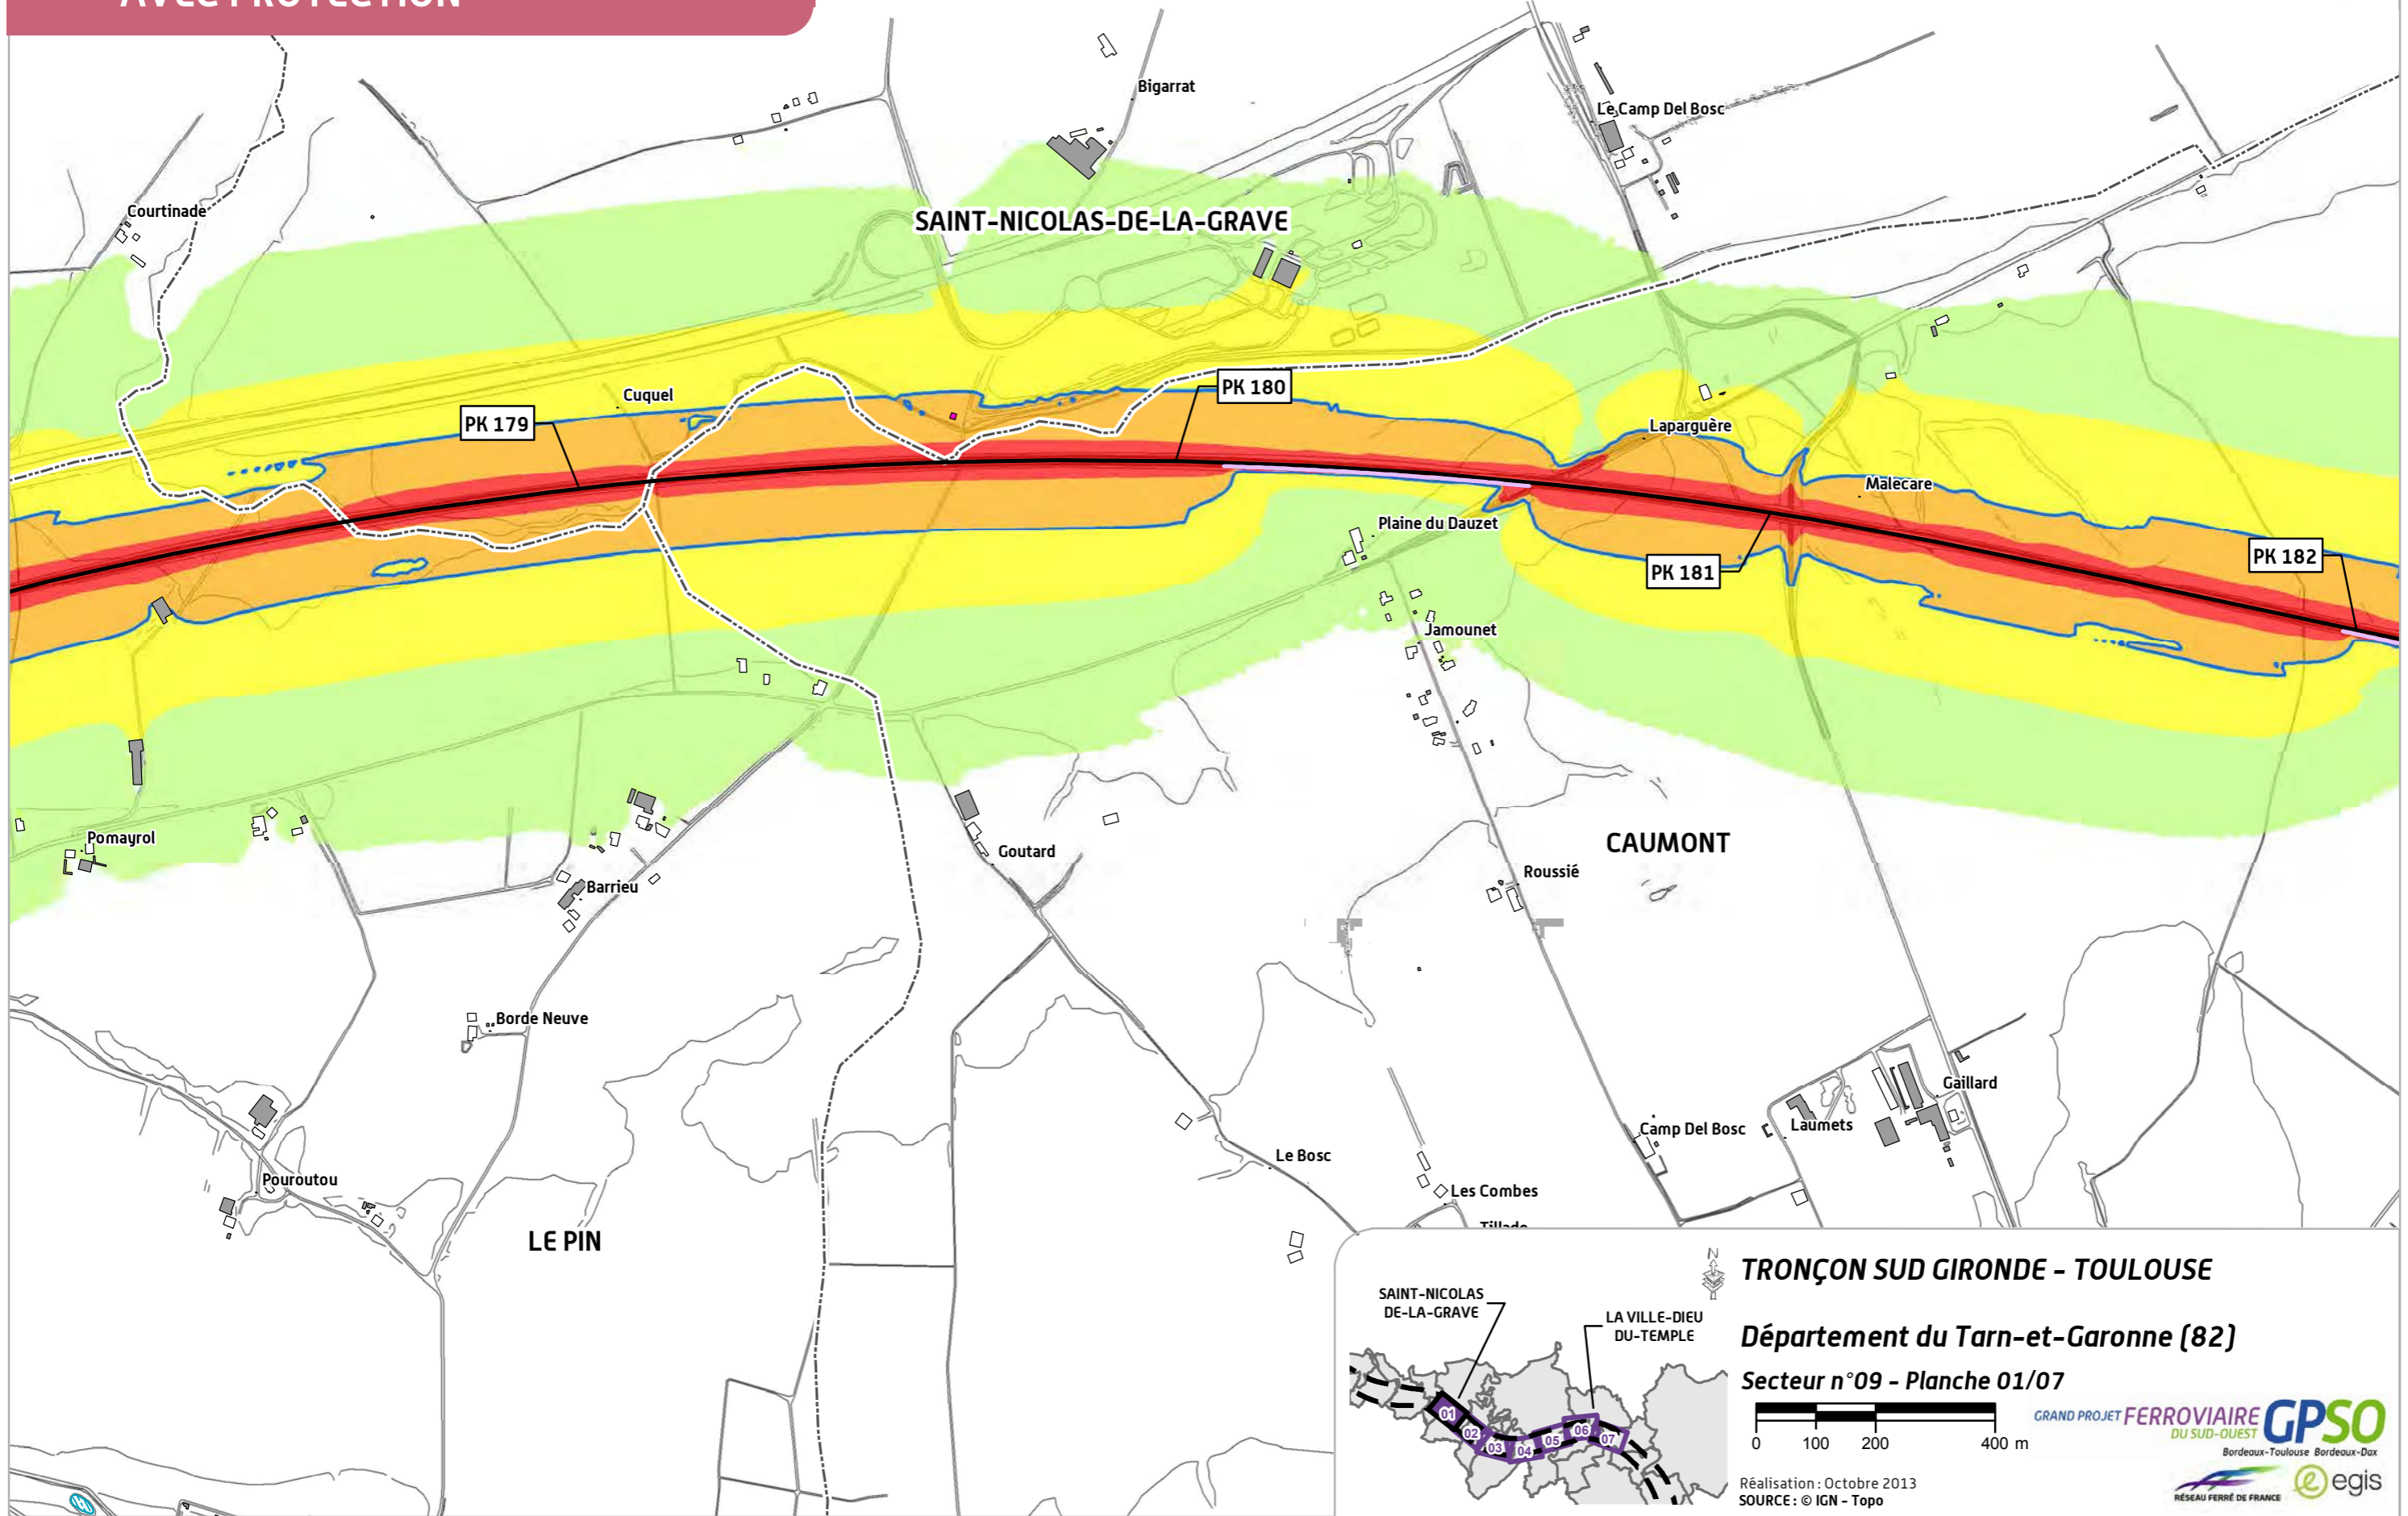 AVEC PROTECTION
Bigarrat
Le Camp Del Bosc
Courtinade
SAINT-NICOLAS-DE-LA-GRAVE
Cuquel
PK 180
PK 179
Laparguère
Malecare
Plaine du Dauzet
PK 182
PK 181
Jamounet
Pomayrol
CAUMONT
Goutard
Roussié
Barrieu
Borde Neuve
Gaillard
Laumets
Camp Del Bosc
Le Bosc
Pouroutou
Les Combes
Tillado
LE PIN
N
TRONÇON SUD GIRONDE - TOULOUSE
SAINT-NICOLAS
DE-LA-GRAVE
LA VILLE-DIEU
DU-TEMPLE
Département du Tarn-et-Garonne (82)
Secteur n°09 - Planche 01/07
01
02
03
04
05
06
07
0 100 200 400 m
GRAND PROJET FERROVIAIRE
DU SUD-OUEST
GPSO
Bordeaux-Toulouse Bordeaux-Dax
Réalisation : Octobre 2013
SOURCE : © IGN - Topo
RÉSEAU FERRÉ DE FRANCE
egis